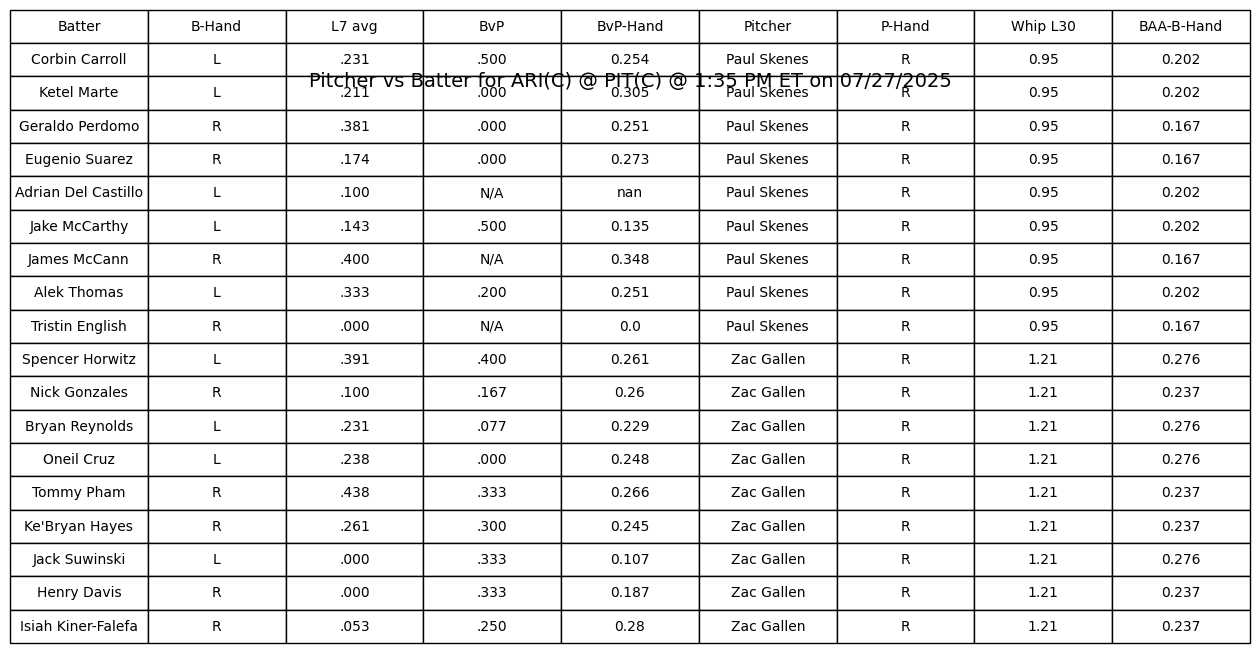 Batter B-Hand L7 avg BvP BvP-Hand Pitcher P-Hand Whip L30 BAA-B-Hand
Corbin Carroll L .231 .500 0.254 Paul Skenes R 0.95 0.202
Pitcher vs Batter for ARI(C) @ PIT(C) @ 1:35 PM ET on 07/27/2025
Ketel Marte L .211 .000 0.305 Paul Skenes R 0.95 0.202
Geraldo Perdomo R .381 .000 0.251 Paul Skenes R 0.95 0.167
Eugenio Suarez R .174 .000 0.273 Paul Skenes R 0.95 0.167
Adrian Del Castillo L .100 N/A nan Paul Skenes R 0.95 0.202
Jake McCarthy L .143 .500 0.135 Paul Skenes R 0.95 0.202
James McCann R .400 N/A 0.348 Paul Skenes R 0.95 0.167
Alek Thomas L .333 .200 0.251 Paul Skenes R 0.95 0.202
Tristin English R .000 N/A 0.0 Paul Skenes R 0.95 0.167
Spencer Horwitz L .391 .400 0.261 Zac Gallen R 1.21 0.276
Nick Gonzales R .100 .167 0.26 Zac Gallen R 1.21 0.237
Bryan Reynolds L .231 .077 0.229 Zac Gallen R 1.21 0.276
Oneil Cruz L .238 .000 0.248 Zac Gallen R 1.21 0.276
Tommy Pham R .438 .333 0.266 Zac Gallen R 1.21 0.237
Ke'Bryan Hayes R .261 .300 0.245 Zac Gallen R 1.21 0.237
Jack Suwinski L .000 .333 0.107 Zac Gallen R 1.21 0.276
Henry Davis R .000 .333 0.187 Zac Gallen R 1.21 0.237
Isiah Kiner-Falefa R .053 .250 0.28 Zac Gallen R 1.21 0.237